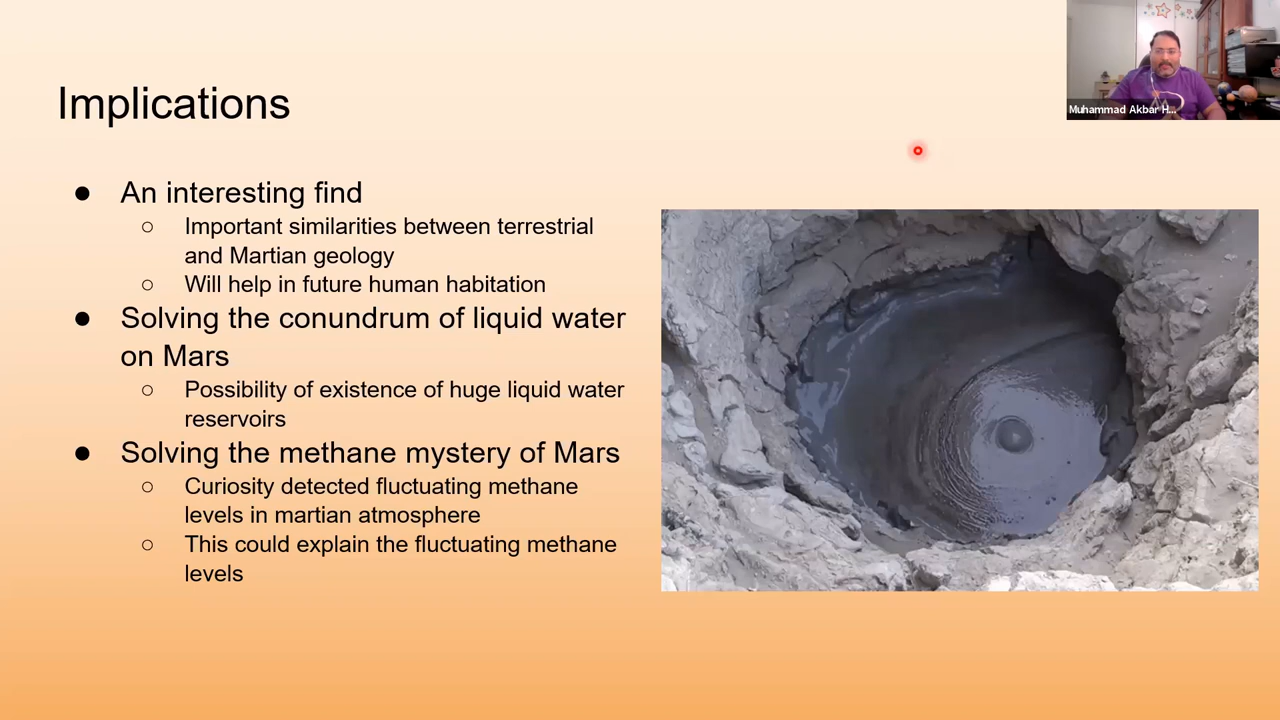 Implications
● An interesting find
○ Important similarities between terrestrial
and Martian geology
○ Will help in future human habitation
● Solving the conundrum of liquid water
on Mars
○ Possibility of existence of huge liquid water
reservoirs
● Solving the methane mystery of Mars
○ Curiosity detected fluctuating methane
levels in martian atmosphere
○ This could explain the fluctuating methane
levels
Muhammad Akbar H...